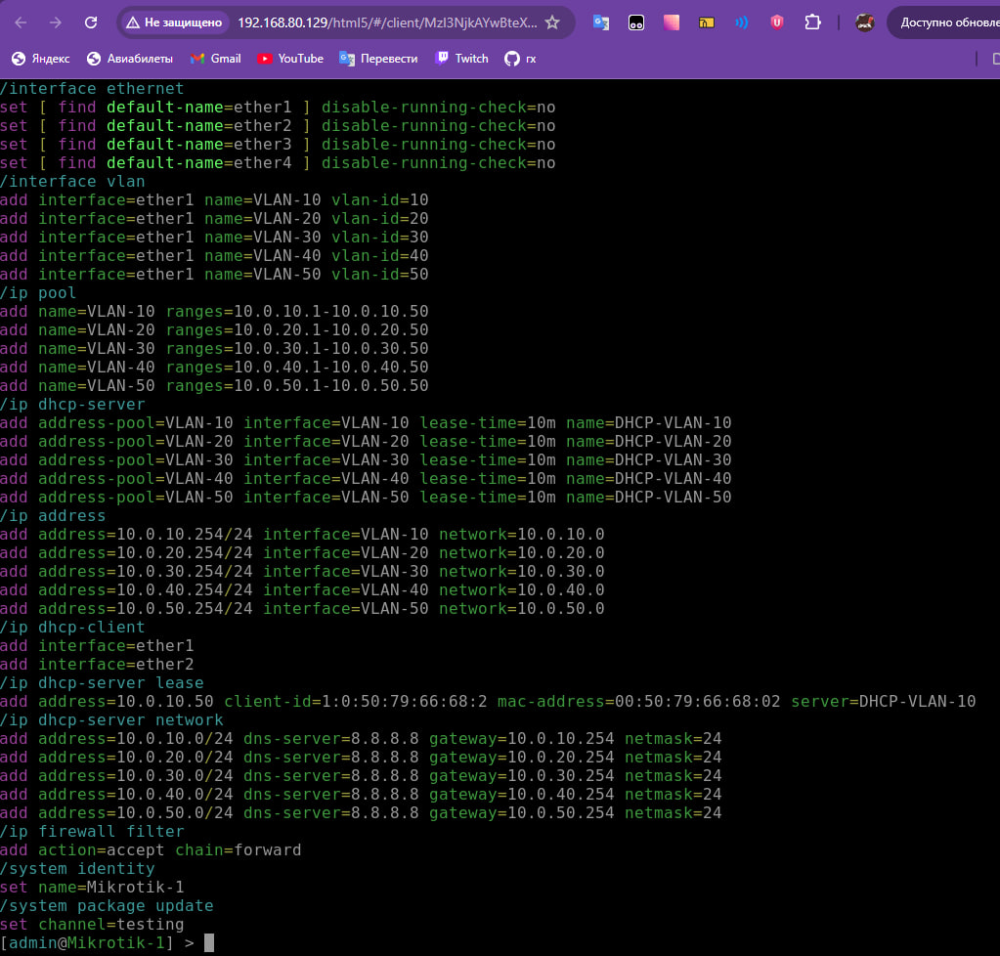 Не защищено 192.168.80.129/html5/#/client/MzI3NjkAYwBteX... Доступно обновле
Яндекс Авиабилеты Gmail YouTube Перевести Twitch rx
/interface ethernet
set [ find default-name=ether1 ] disable-running-check=no
set [ find default-name=ether2 ] disable-running-check=no
set [ find default-name=ether3 ] disable-running-check=no
set [ find default-name=ether4 ] disable-running-check=no
/interface vlan
add interface=ether1 name=VLAN-10 vlan-id=10
add interface=ether1 name=VLAN-20 vlan-id=20
add interface=ether1 name=VLAN-30 vlan-id=30
add interface=ether1 name=VLAN-40 vlan-id=40
add interface=ether1 name=VLAN-50 vlan-id=50
/ip pool
add name=VLAN-10 ranges=10.0.10.1-10.0.10.50
add name=VLAN-20 ranges=10.0.20.1-10.0.20.50
add name=VLAN-30 ranges=10.0.30.1-10.0.30.50
add name=VLAN-40 ranges=10.0.40.1-10.0.40.50
add name=VLAN-50 ranges=10.0.50.1-10.0.50.50
/ip dhcp-server
add address-pool=VLAN-10 interface=VLAN-10 lease-time=10m name=DHCP-VLAN-10
add address-pool=VLAN-20 interface=VLAN-20 lease-time=10m name=DHCP-VLAN-20
add address-pool=VLAN-30 interface=VLAN-30 lease-time=10m name=DHCP-VLAN-30
add address-pool=VLAN-40 interface=VLAN-40 lease-time=10m name=DHCP-VLAN-40
add address-pool=VLAN-50 interface=VLAN-50 lease-time=10m name=DHCP-VLAN-50
/ip address
add address=10.0.10.254/24 interface=VLAN-10 network=10.0.10.0
add address=10.0.20.254/24 interface=VLAN-20 network=10.0.20.0
add address=10.0.30.254/24 interface=VLAN-30 network=10.0.30.0
add address=10.0.40.254/24 interface=VLAN-40 network=10.0.40.0
add address=10.0.50.254/24 interface=VLAN-50 network=10.0.50.0
/ip dhcp-client
add interface=ether1
add interface=ether2
/ip dhcp-server lease
add address=10.0.10.50 client-id=1:0:50:79:66:68:2 mac-address=00:50:79:66:68:02 server=DHCP-VLAN-10
/ip dhcp-server network
add address=10.0.10.0/24 dns-server=8.8.8.8 gateway=10.0.10.254 netmask=24
add address=10.0.20.0/24 dns-server=8.8.8.8 gateway=10.0.20.254 netmask=24
add address=10.0.30.0/24 dns-server=8.8.8.8 gateway=10.0.30.254 netmask=24
add address=10.0.40.0/24 dns-server=8.8.8.8 gateway=10.0.40.254 netmask=24
add address=10.0.50.0/24 dns-server=8.8.8.8 gateway=10.0.50.254 netmask=24
/ip firewall filter
add action=accept chain=forward
/system identity
set name=Mikrotik-1
/system package update
set channel=testing
[admin@Mikrotik-1] >